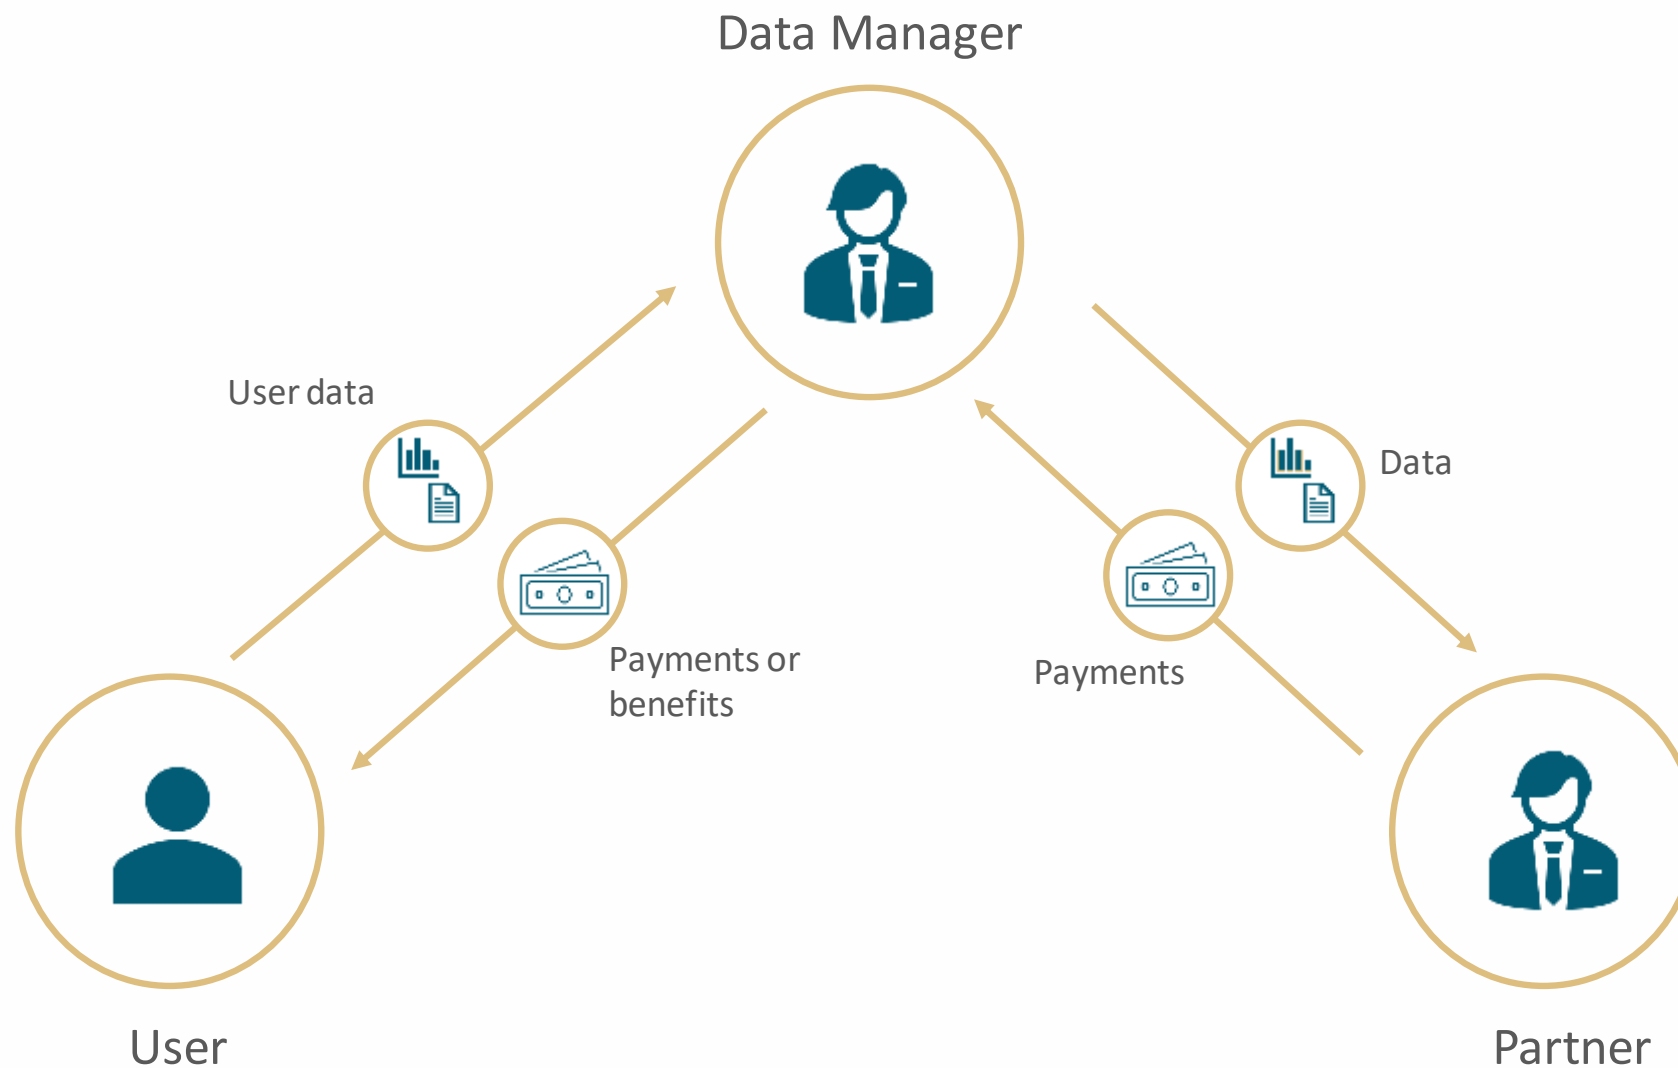 Data Manager
User data
Data
Payments or
benefits
Payments
User
Partner